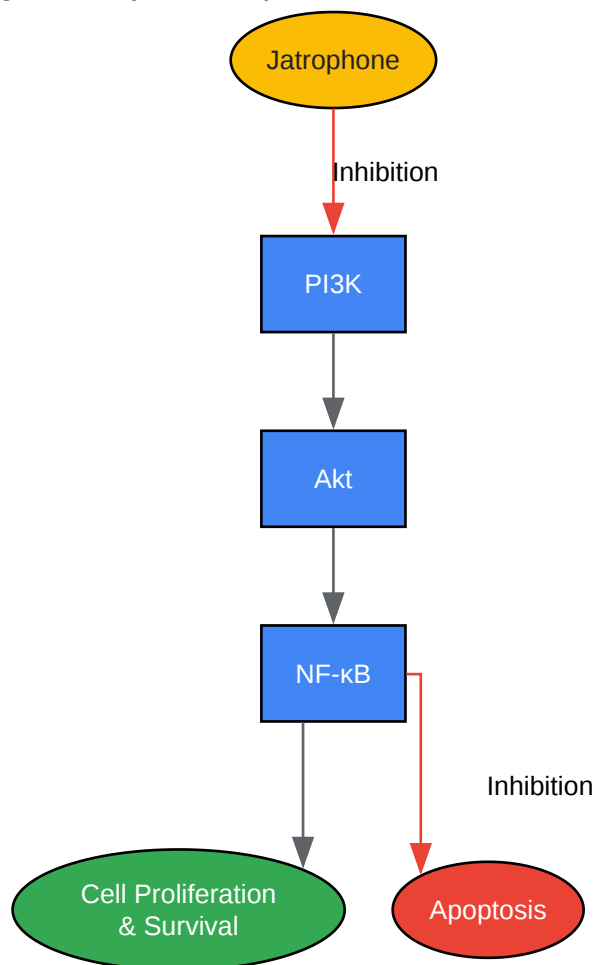 Jatrophone
Inhibition
PI3K
Akt
NF-κB
Inhibition
Cell Proliferation
& Survival
Apoptosis